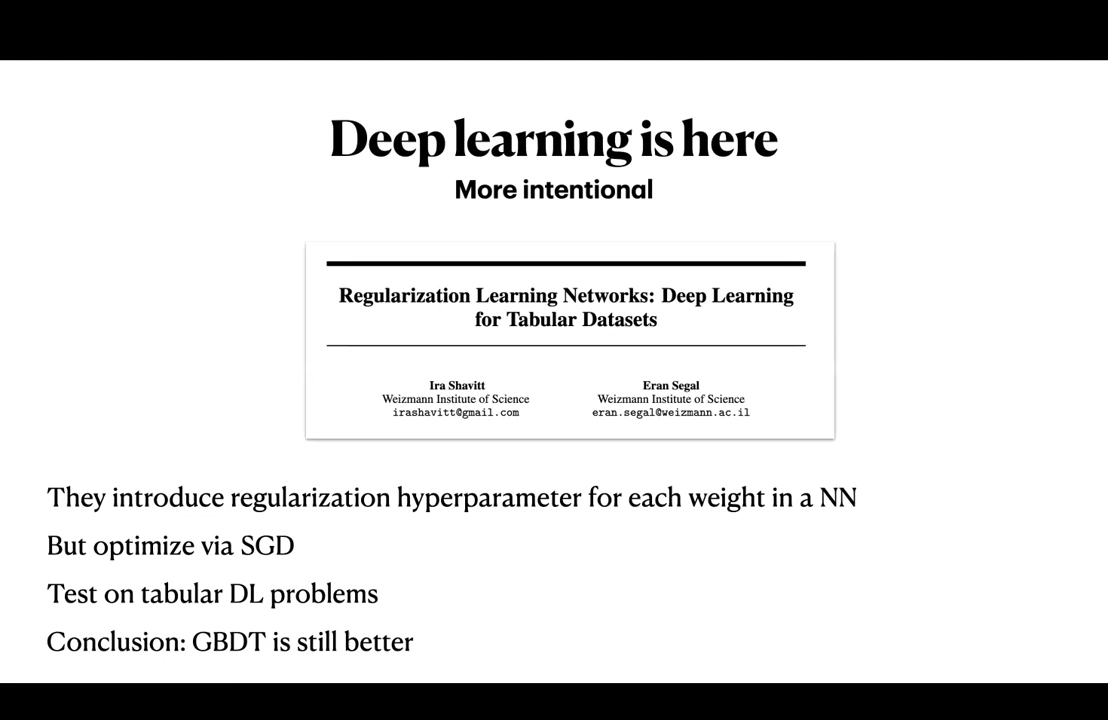 Deep learning is here
More intentional
Regularization Learning Networks: Deep Learning
for Tabular Datasets
Ira Shavitt
Weizmann Institute of Science
irashavitt@gmail.com
Eran Segal
Weizmann Institute of Science
eran.segal@weizmann.ac.il
They introduce regularization hyperparameter for each weight in a NN
But optimize via SGD
Test on tabular DL problems
Conclusion: GBDT is still better